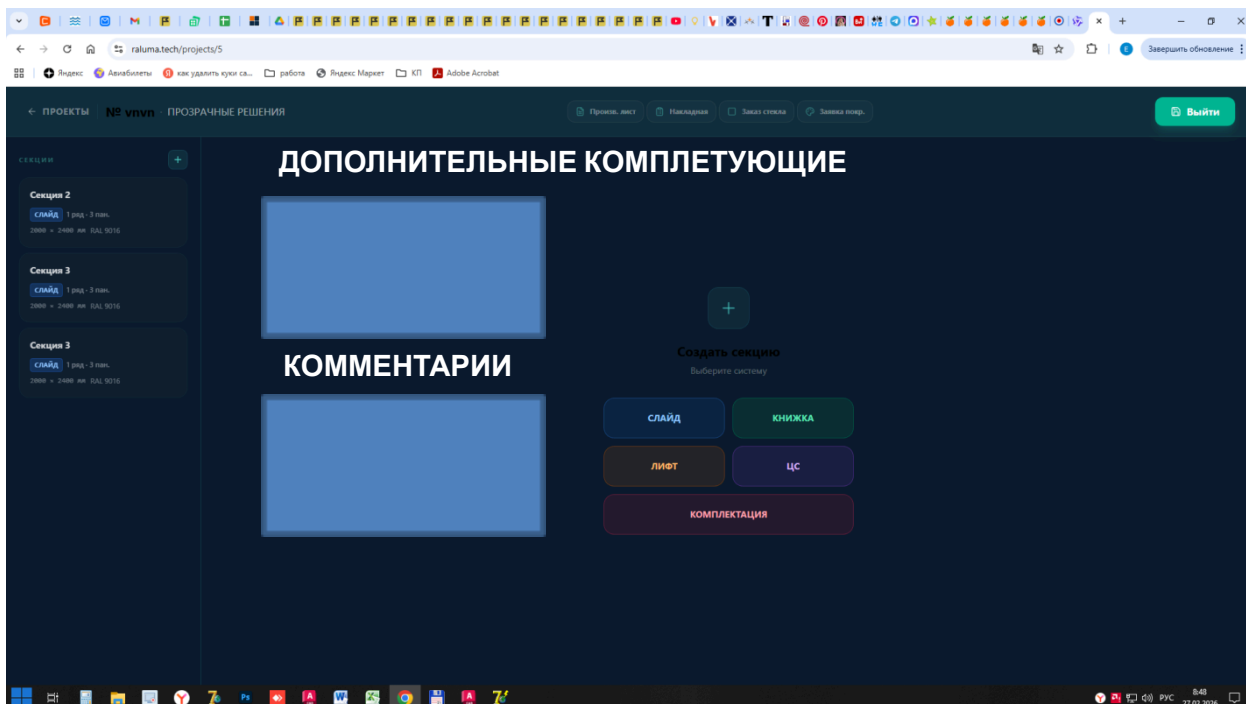 raluma.tech/projects/5
Завершить обновление
Яндекс
Авиабилеты
как удалить куки са...
работа
Яндекс Маркет
КП
Adobe Acrobat
← ПРОЕКТЫ
№ vnvn · ПРОЗРАЧНЫЕ РЕШЕНИЯ
Произв. лист
Накладная
Заказ стекла
Заявка покр.
Выйти
СЕКЦИИ
+
Секция 2
СЛАЙД 1 ряд · 3 пан.
2000 × 2400 мм RAL 9016
Секция 3
СЛАЙД 1 ряд · 3 пан.
2000 × 2400 мм RAL 9016
Секция 3
СЛАЙД 1 ряд · 3 пан.
2000 × 2400 мм RAL 9016
ДОПОЛНИТЕЛЬНЫЕ КОМПЛЕТУЮЩИЕ
КОММЕНТАРИИ
+
Создать секцию
Выберите систему
СЛАЙД
КНИЖКА
ЛИФТ
ЦС
КОМПЛЕКТАЦИЯ
РУС
8:48
27.02.2026